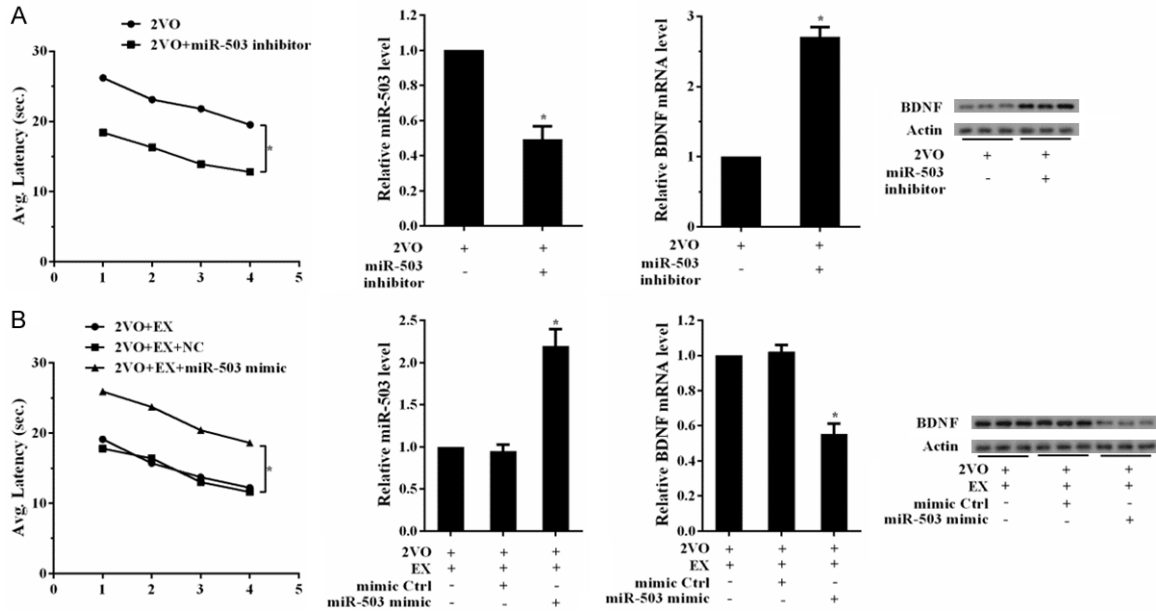 A
2VO
2VO+miR-503 inhibitor
Avg. Latency (sec.)
30
20
10
0
0 1 2 3 4 5
*
Relative miR-503 level
1.2
1.0
0.8
0.6
0.4
0.2
0.0
*
2VO + +
miR-503 inhibitor - +
Relative BDNF mRNA level
3
2
1
0
*
2VO + +
miR-503 inhibitor - +
BDNF
Actin
2VO + +
miR-503 inhibitor - +
B
2VO+EX
2VO+EX+NC
2VO+EX+miR-503 mimic
Avg. Latency (sec.)
30
20
10
0
0 1 2 3 4 5
*
Relative miR-503 level
2.5
2.0
1.5
1.0
0.5
0.0
*
2VO + + +
EX + + +
mimic Ctrl - + -
miR-503 mimic - - +
Relative BDNF mRNA level
1.2
1.0
0.8
0.6
0.4
0.2
0.0
*
2VO + + +
EX + + +
mimic Ctrl - + -
miR-503 mimic - - +
BDNF
Actin
2VO + + +
EX + + +
mimic Ctrl - + -
miR-503 mimic - - +